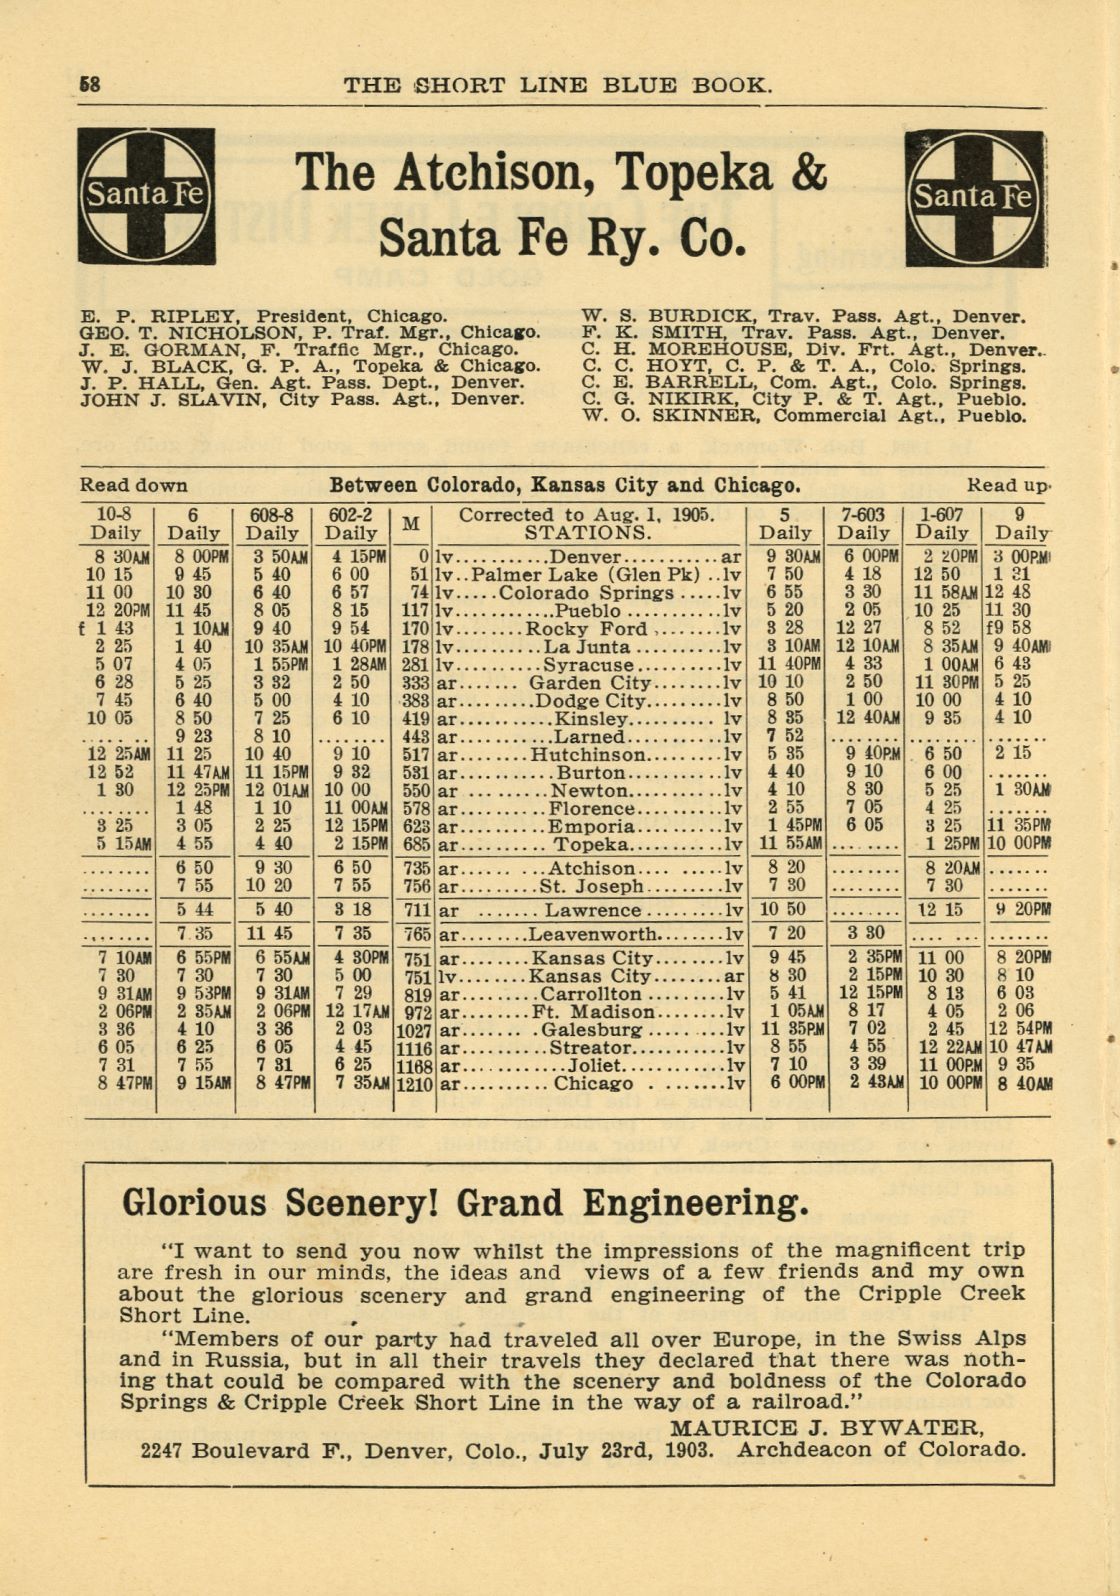 58
THE SHORT LINE BLUE BOOK.
Santa Fe
The Atchison, Topeka &
Santa Fe Ry. Co.
Santa Fe
E. P. RIPLEY, President, Chicago.
GEO. T. NICHOLSON, P. Traf. Mgr., Chicago.
J. E. GORMAN, F. Traffic Mgr., Chicago.
W. J. BLACK, G. P. A., Topeka & Chicago.
J. P. HALL, Gen. Agt. Pass. Dept., Denver.
JOHN J. SLAVIN, City Pass. Agt., Denver.
W. S. BURDICK, Trav. Pass. Agt., Denver.
F. K. SMITH, Trav. Pass. Agt., Denver.
C. H. MOREHOUSE, Div. Frt. Agt., Denver.
C. C. HOYT, C. P. & T. A., Colo. Springs.
C. E. BARRELL, Com. Agt., Colo. Springs.
C. G. NIKIRK, City P. & T. Agt., Pueblo.
W. O. SKINNER, Commercial Agt., Pueblo.
Read down Between Colorado, Kansas City and Chicago. Read up.
10-8 6 608-8 602-2 M Corrected to Aug. 1, 1905. 5 7-603 1-607 9
Daily Daily Daily Daily STATIONS. Daily Daily Daily Daily
8 30AM 8 00PM 3 50AM 4 15PM 0 lv...........Denver...........ar 9 30AM 6 00PM 2 20PM 3 00PM
10 15 9 45 5 40 6 00 51 lv..Palmer Lake (Glen Pk) ..lv 7 50 4 18 12 50 1 31
11 00 10 30 6 40 6 57 74 lv.....Colorado Springs .....lv 6 55 3 30 11 58AM 12 48
12 20PM 11 45 8 05 8 15 117 lv............Pueblo ...........lv 5 20 2 05 10 25 11 30
f 1 43 1 10AM 9 40 9 54 170 lv.........Rocky Ford .........lv 3 28 12 27 8 52 f9 58
2 25 1 40 10 35AM 10 40PM 178 lv...........La Junta ...........lv 3 10AM 12 10AM 8 35AM 9 40AM
5 07 4 05 1 55PM 1 28AM 281 lv...........Syracuse...........lv 11 40PM 4 33 1 00AM 6 43
6 28 5 25 3 32 2 50 333 ar....... Garden City........lv 10 10 2 50 11 30PM 5 25
7 45 6 40 5 00 4 10 383 ar.........Dodge City.........lv 8 50 1 00 10 00 4 10
10 05 8 50 7 25 6 10 419 ar............Kinsley.......... lv 8 35 12 40AM 9 35 4 10
........ 9 23 8 10 ........ 443 ar............Larned............lv 7 52 ........ ........ .......
12 25AM 11 25 10 40 9 10 517 ar.........Hutchinson.........lv 5 35 9 40PM 6 50 2 15
12 52 11 47AM 11 15PM 9 32 531 ar............Burton...........lv 4 40 9 10 6 00 .......
1 30 12 25PM 12 01AM 10 00 550 ar ...........Newton...........lv 4 10 8 30 5 25 1 30AM
........ 1 48 1 10 11 00AM 578 ar...........Florence...........lv 2 55 7 05 4 25 .......
3 25 3 05 2 25 12 15PM 623 ar...........Emporia...........lv 1 45PM 6 05 3 25 11 35PM
5 15AM 4 55 4 40 2 15PM 685 ar........... Topeka............lv 11 55AM ........ 1 25PM 10 00PM
........ 6 50 9 30 6 50 735 ar...........Atchison.... .....lv 8 20 ........ 8 20AM .......
........ 7 55 10 20 7 55 756 ar..........St. Joseph.........lv 7 30 ........ 7 30 .......
........ 5 44 5 40 3 18 711 ar ....... Lawrence .........lv 10 50 ........ 12 15 9 20PM
........ 7 35 11 45 7 35 765 ar........Leavenworth........lv 7 20 3 30 ........ .......
7 10AM 6 55PM 6 55AM 4 30PM 751 ar.........Kansas City........lv 9 45 2 35PM 11 00 8 20PM
7 30 7 30 7 30 5 00 751 lv.........Kansas City........ar 8 30 2 15PM 10 30 8 10
9 31AM 9 53PM 9 31AM 7 29 819 ar..........Carrollton .........lv 5 41 12 15PM 8 13 6 03
2 06PM 2 35AM 2 06PM 12 17AM 972 ar.........Ft. Madison........lv 1 05AM 8 17 4 05 2 06
3 36 4 10 3 36 2 03 1027 ar........ .Galesburg ..... ...lv 11 35PM 7 02 2 45 12 54PM
6 05 6 25 6 05 4 45 1116 ar...........Streator............lv 8 55 4 55 12 22AM 10 47AM
7 31 7 55 7 31 6 25 1168 ar..............Joliet.............lv 7 10 3 39 11 00PM 9 35
8 47PM 9 15AM 8 47PM 7 35AM 1210 ar........... Chicago . ........lv 6 00PM 2 43AM 10 00PM 8 40AM
Glorious Scenery! Grand Engineering.
"I want to send you now whilst the impressions of the magnificent trip
are fresh in our minds, the ideas and views of a few friends and my own
about the glorious scenery and grand engineering of the Cripple Creek
Short Line.
"Members of our party had traveled all over Europe, in the Swiss Alps
and in Russia, but in all their travels they declared that there was noth-
ing that could be compared with the scenery and boldness of the Colorado
Springs & Cripple Creek Short Line in the way of a railroad."
MAURICE J. BYWATER,
2247 Boulevard F., Denver, Colo., July 23rd, 1903. Archdeacon of Colorado.